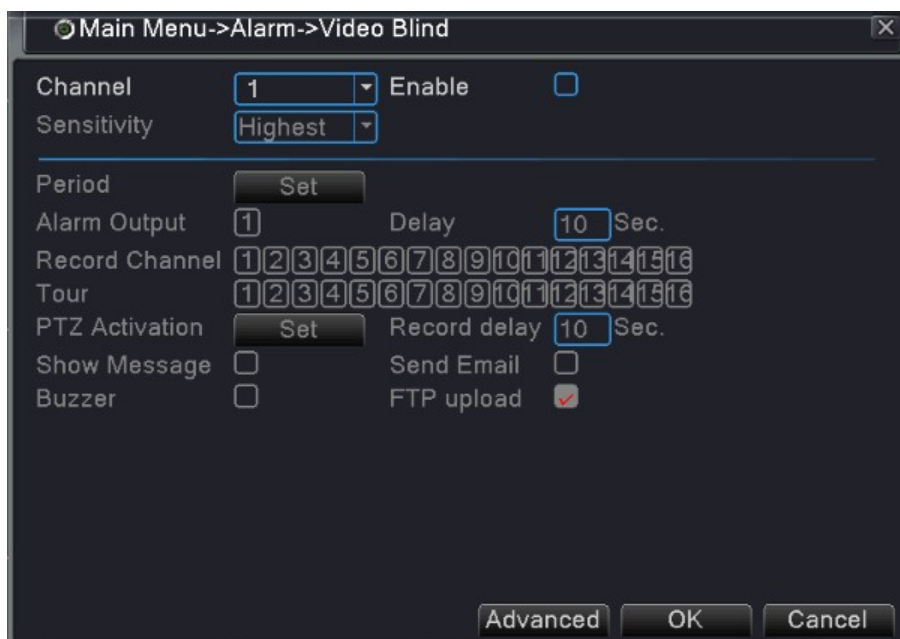 Main Menu->Alarm->Video Blind
Channel 1 Enable
Sensitivity Highest
Period Set
Alarm Output 1 Delay 10 Sec.
Record Channel 1 2 3 4 5 6 7 8 9 10 11 12 13 14 15 16
Tour 1 2 3 4 5 6 7 8 9 10 11 12 13 14 15 16
PTZ Activation Set Record delay 10 Sec.
Show Message Send Email
Buzzer FTP upload
Advanced OK Cancel